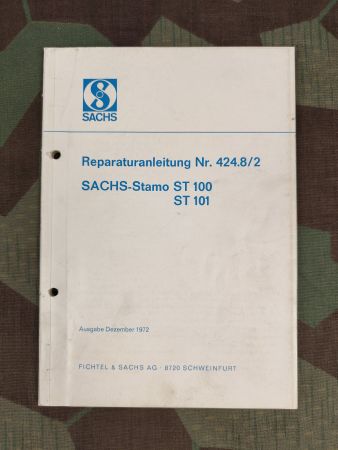 SACHS
Reparaturanleitung Nr. 424.8/2
SACHS-Stamo ST 100
ST 101
Ausgabe Dezember 1972
FICHTEL & SACHS AG · 8720 SCHWEINFURT